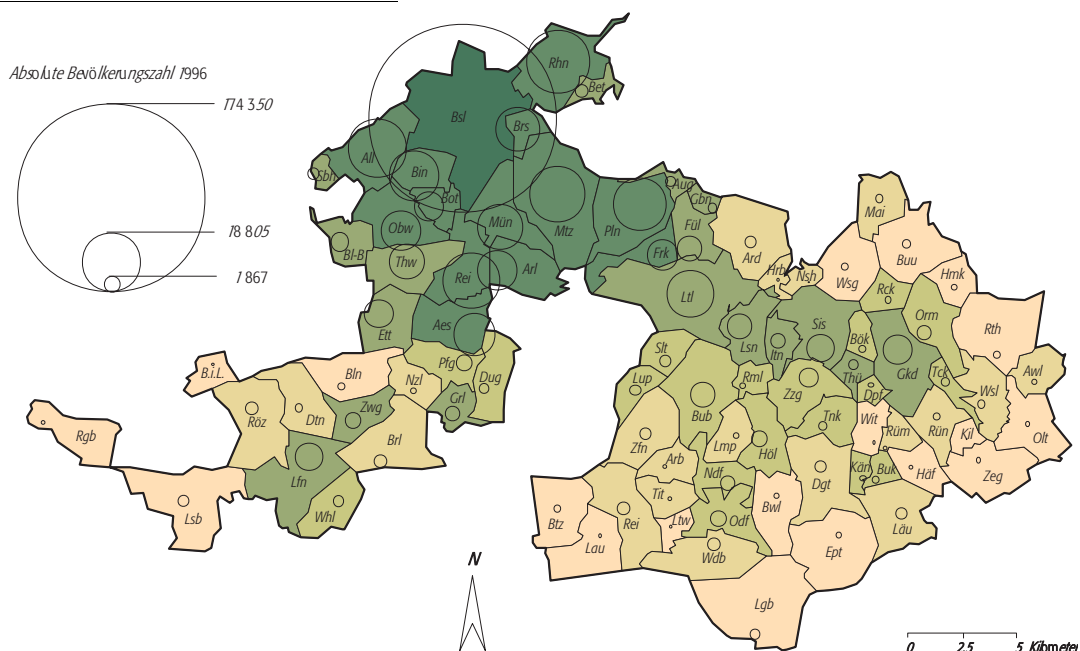 Absolute Bevölkerungszahl 1996
174 350
18 805
1 867
Rhn
Bet
Bsl
Brs
All
Bin
Sbh
Bot
Aug
Gbn
Mai
Obw
Mün
Mtz
Pln
Fül
Bl-B
Thw
Frk
Ard
Buu
Rei
Arl
Hrb
Nsh
Wsg
Hmk
Ltl
Rck
Ett
Aes
Lsn
Itn
Sis
Bök
Orm
Rth
B.i.L.
Bln
Pfg
Slt
Nzl
Dug
Lup
Rml
Zzg
Thü
Gkd
Tck
Awl
Röz
Dtn
Zwg
Grl
Bub
Dpf
Wsl
Rgb
Brl
Zfn
Lmp
Höl
Tnk
Wit
Rüm
Rün
Kil
Olt
Lfn
Arb
Ndf
Dgt
Kän
Buk
Häf
Zeg
Lsb
Whl
Btz
Tit
Rei
Ltw
Odf
Bwl
Läu
Lau
Wdb
Ept
Lgb
N
0 2.5 5 Kilometer